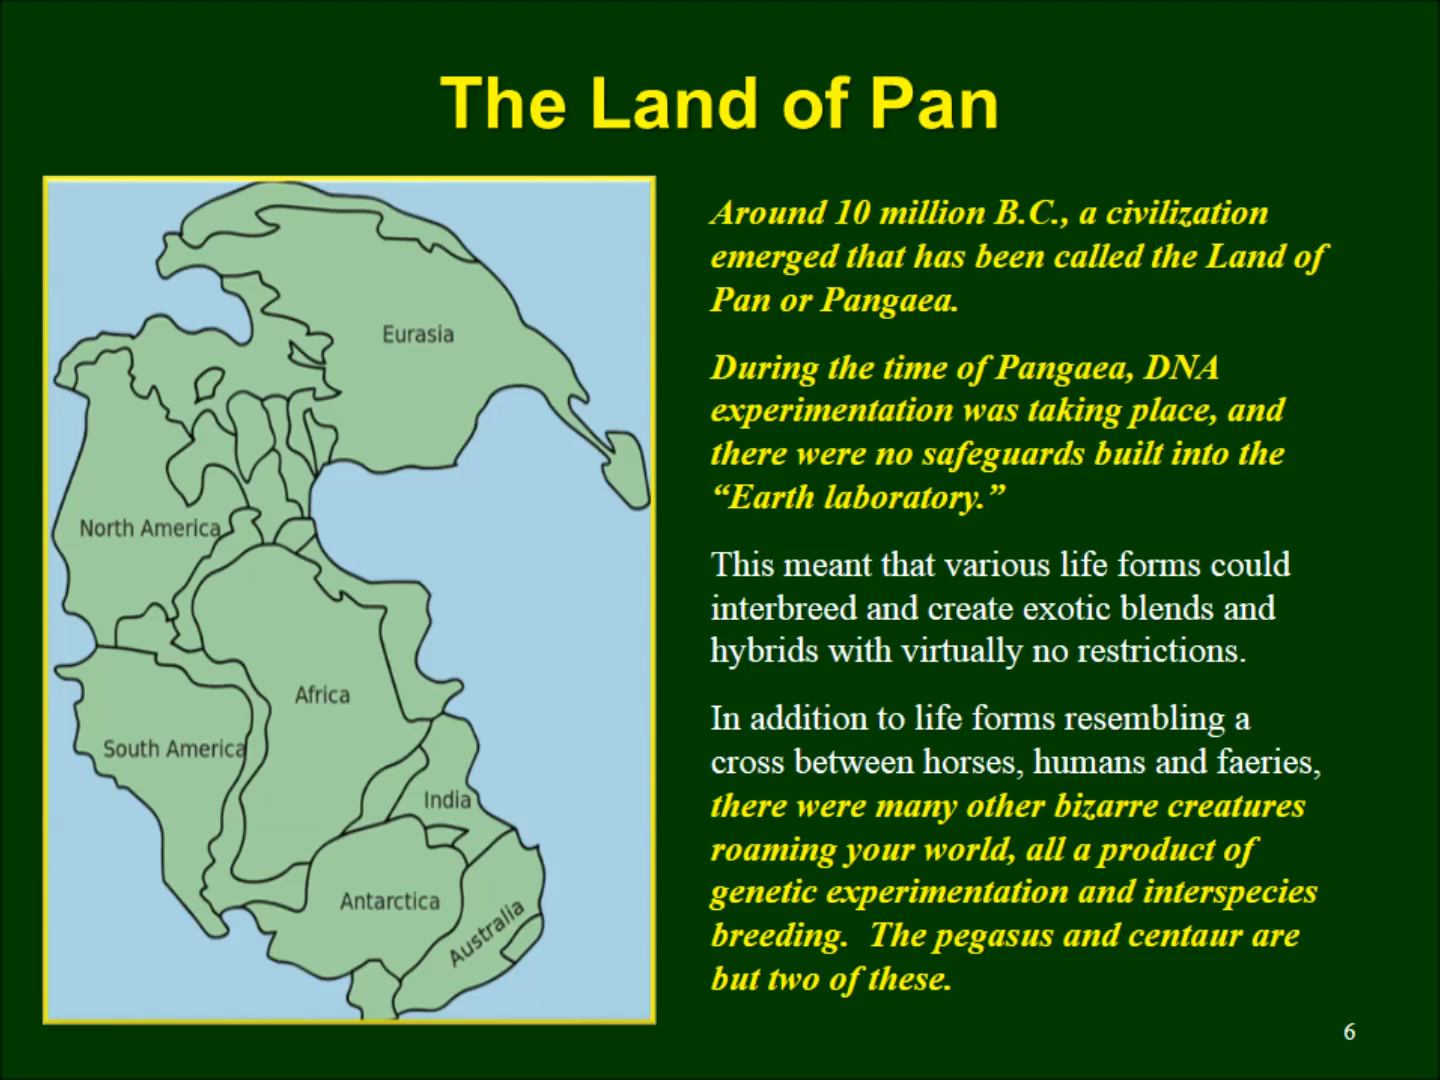 The Land of Pan
Eurasia
North America
Africa
South America
India
Antarctica
Australia
Around 10 million B.C., a civilization
emerged that has been called the Land of
Pan or Pangaea.
During the time of Pangaea, DNA
experimentation was taking place, and
there were no safeguards built into the
“Earth laboratory.”
This meant that various life forms could
interbreed and create exotic blends and
hybrids with virtually no restrictions.
In addition to life forms resembling a
cross between horses, humans and faeries,
there were many other bizarre creatures
roaming your world, all a product of
genetic experimentation and interspecies
breeding.  The pegasus and centaur are
but two of these.
6